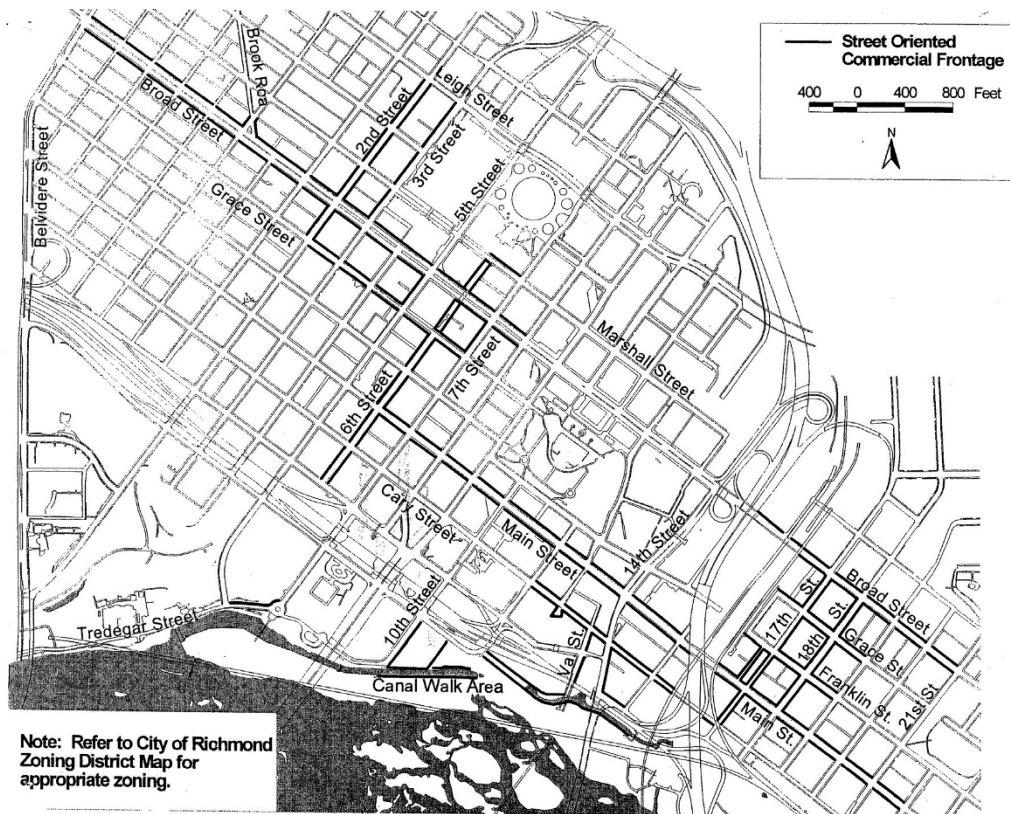 Street Oriented
Commercial Frontage
400 0 400 800 Feet
N
Brook Roa
Broad Street
Leigh Street
2nd Street
3rd Street
5th Street
Belvidere Street
Grace Street
Marshall Street
7th Street
6th Street
Cary Street
Main Street
14th Street
10th Street
Va St.
Tredegar Street
Canal Walk Area
Broad Street
17th St.
18th St.
Grace St.
Franklin St.
21st St
Main St.
Note: Refer to City of Richmond
Zoning District Map for
appropriate zoning.